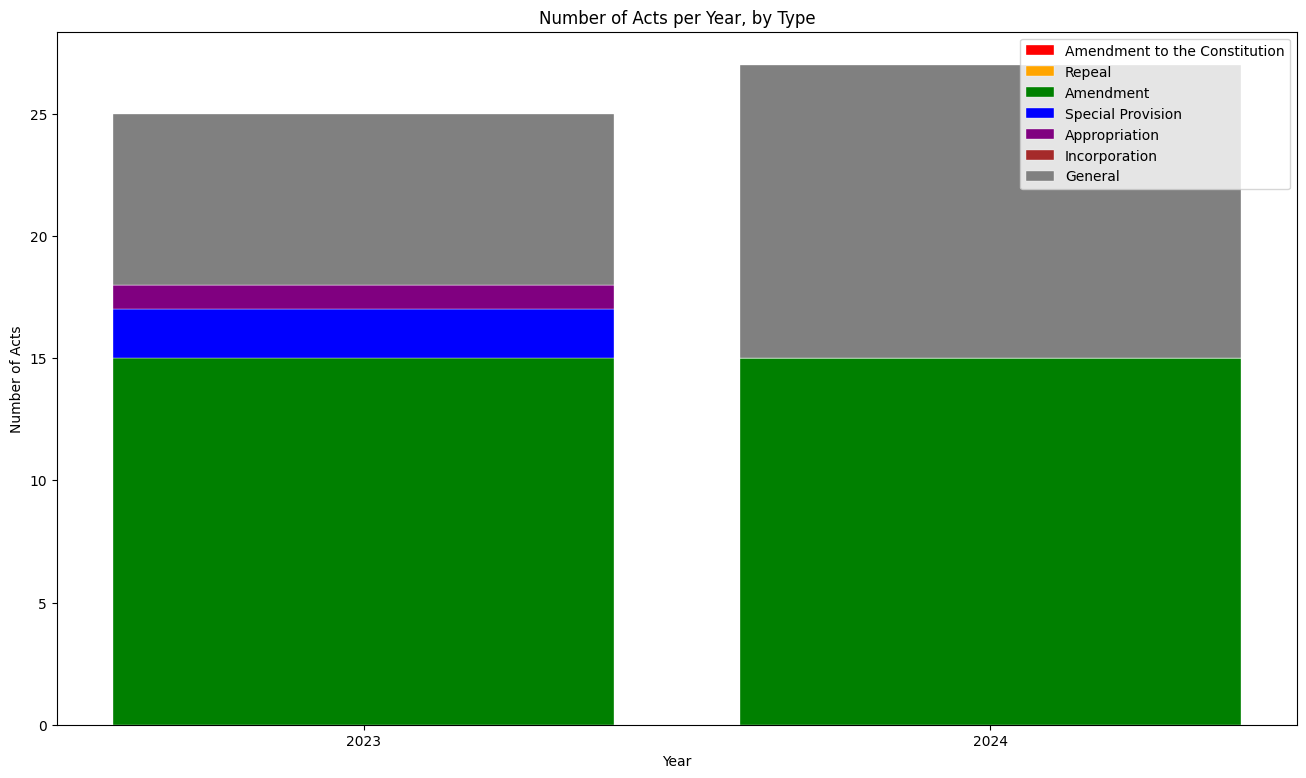 Number of Acts per Year, by Type
Amendment to the Constitution
Repeal
Amendment
Special Provision
Appropriation
Incorporation
General
Number of Acts
25
20
15
10
5
0
2023
2024
Year